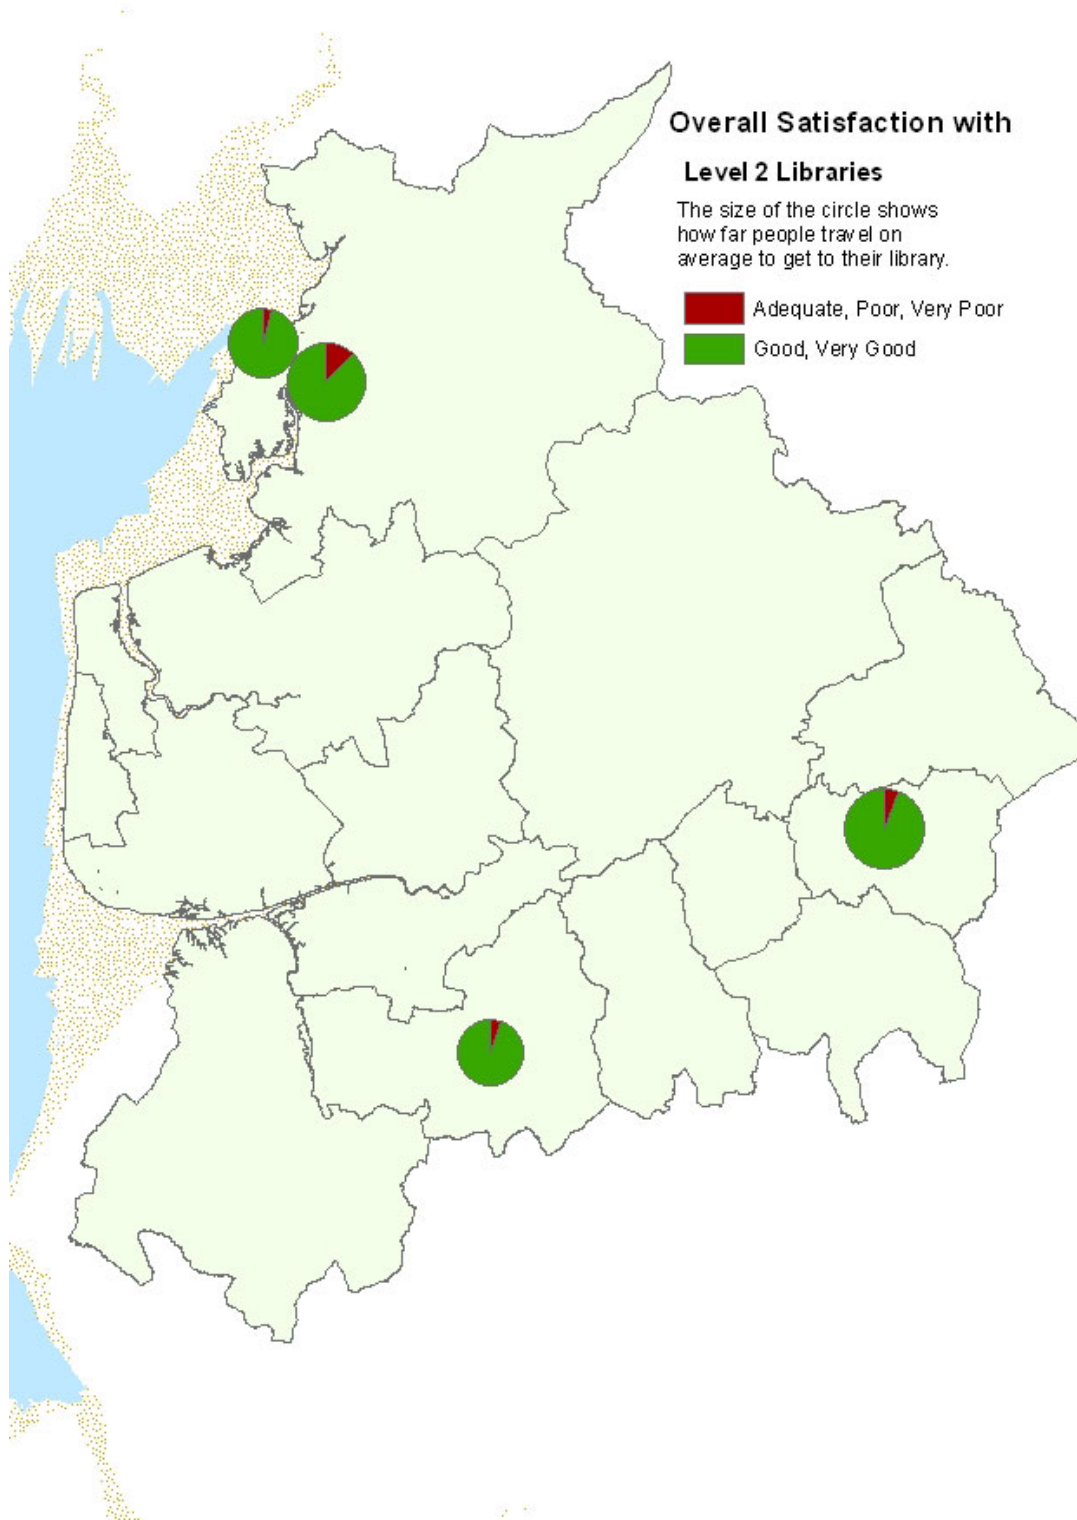 Overall Satisfaction with
Level 2 Libraries
The size of the circle shows
how far people travel on
average to get to their library.
Adequate, Poor, Very Poor
Good, Very Good